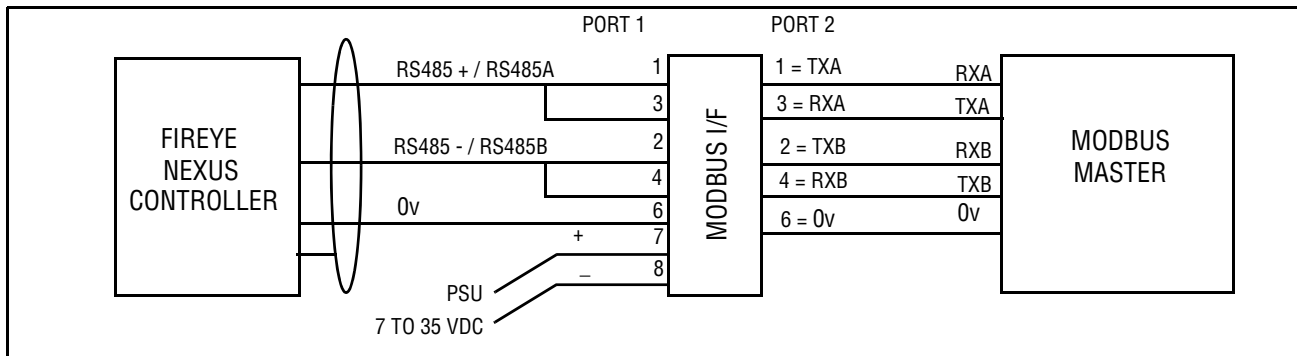 PORT 1
PORT 2
FIREYE
NEXUS
CONTROLLER
RS485 + / RS485A
RS485 - / RS485B
0v
+
–
PSU
7 TO 35 VDC
1
3
2
4
6
7
8
MODBUS I/F
1 = TXA
3 = RXA
2 = TXB
4 = RXB
6 = 0v
RXA
TXA
RXB
TXB
0v
MODBUS
MASTER